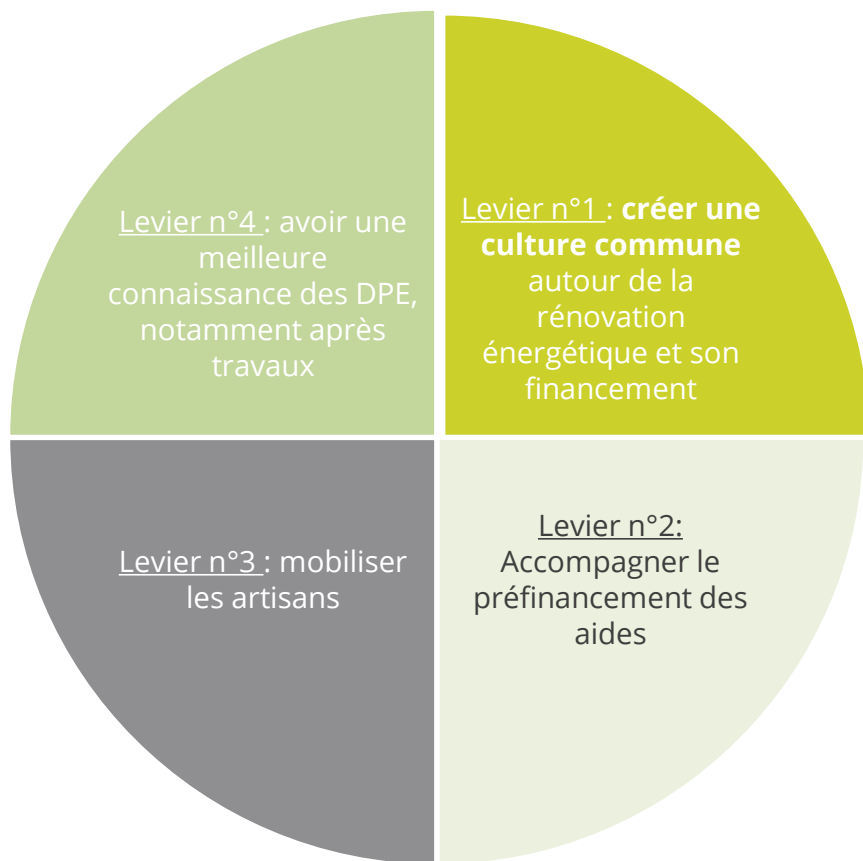 Levier n°4 : avoir une
meilleure
connaissance des DPE,
notamment après
travaux
Levier n°1 : créer une
culture commune
autour de la
rénovation
énergétique et son
financement
Levier n°3 : mobiliser
les artisans
Levier n°2:
Accompagner le
préfinancement des
aides